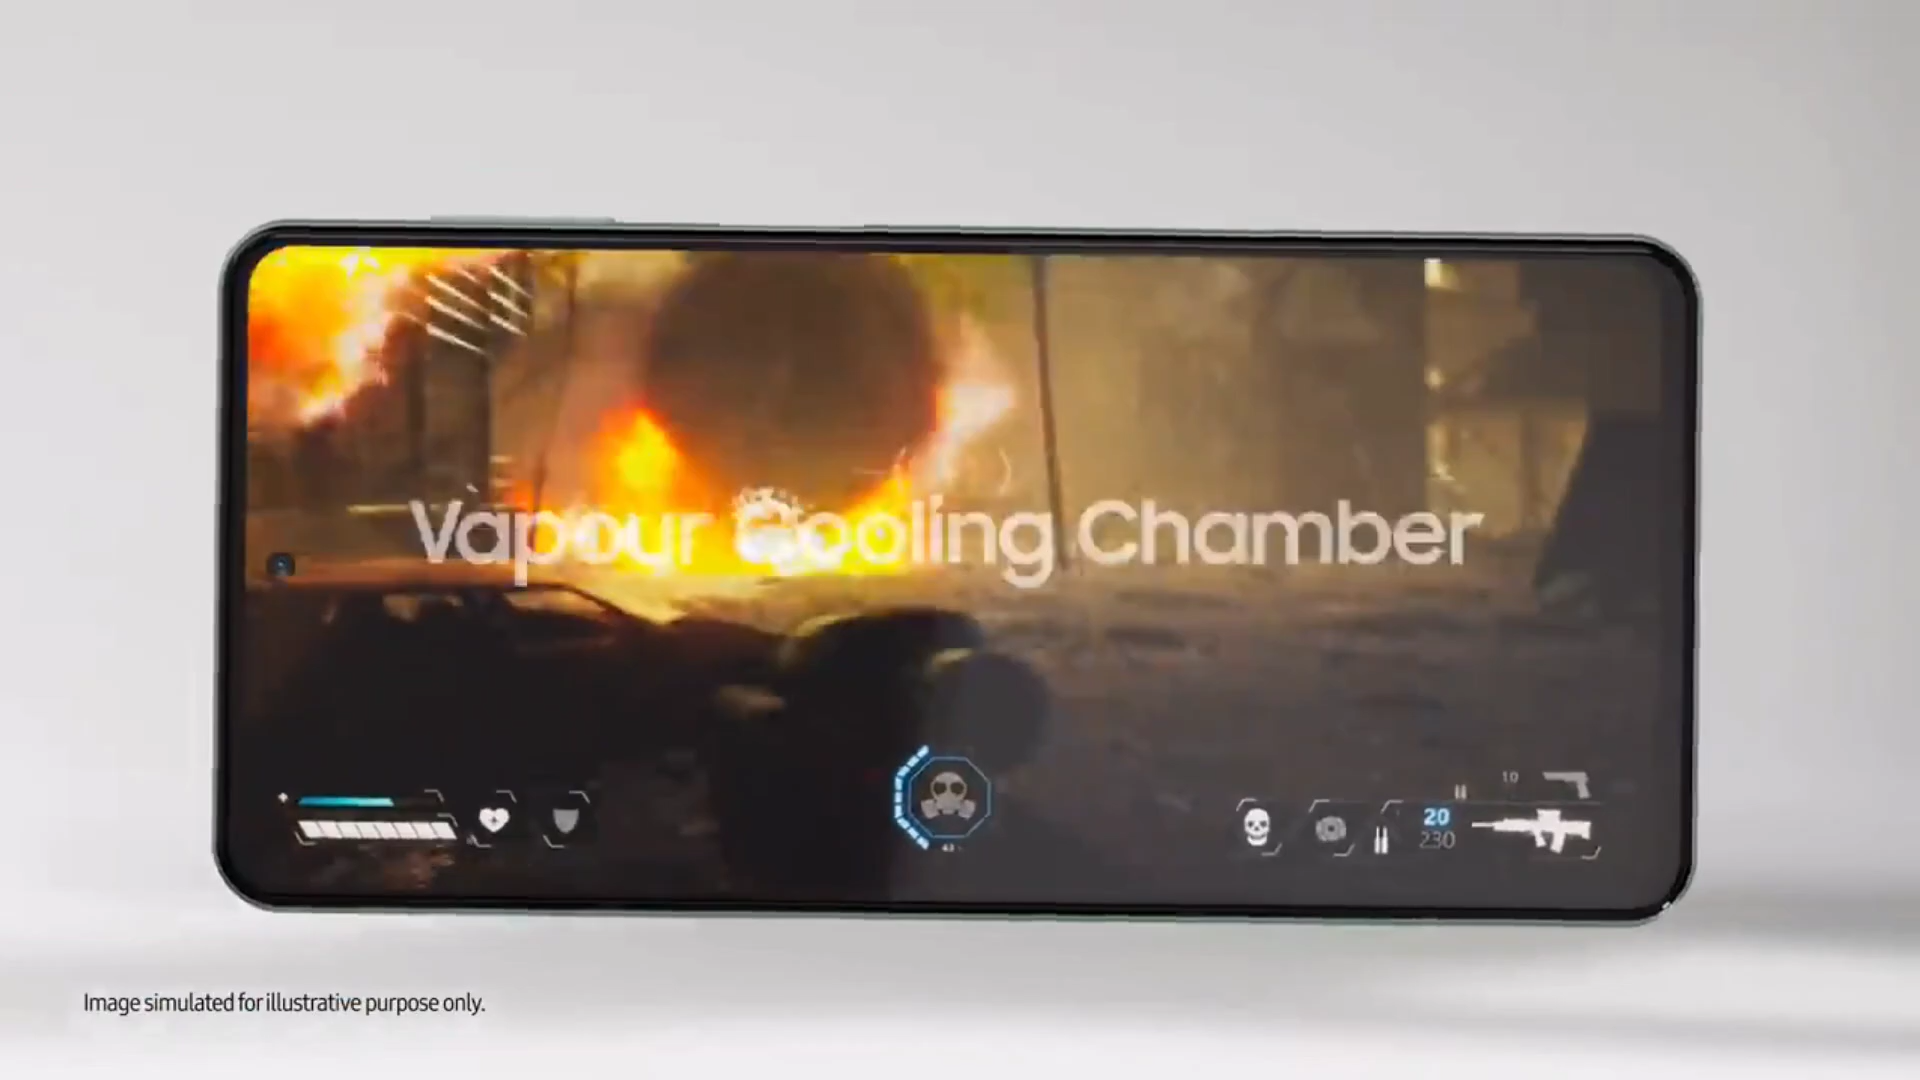 Vapour Cooling Chamber
10
20
230
Image simulated for illustrative purpose only.